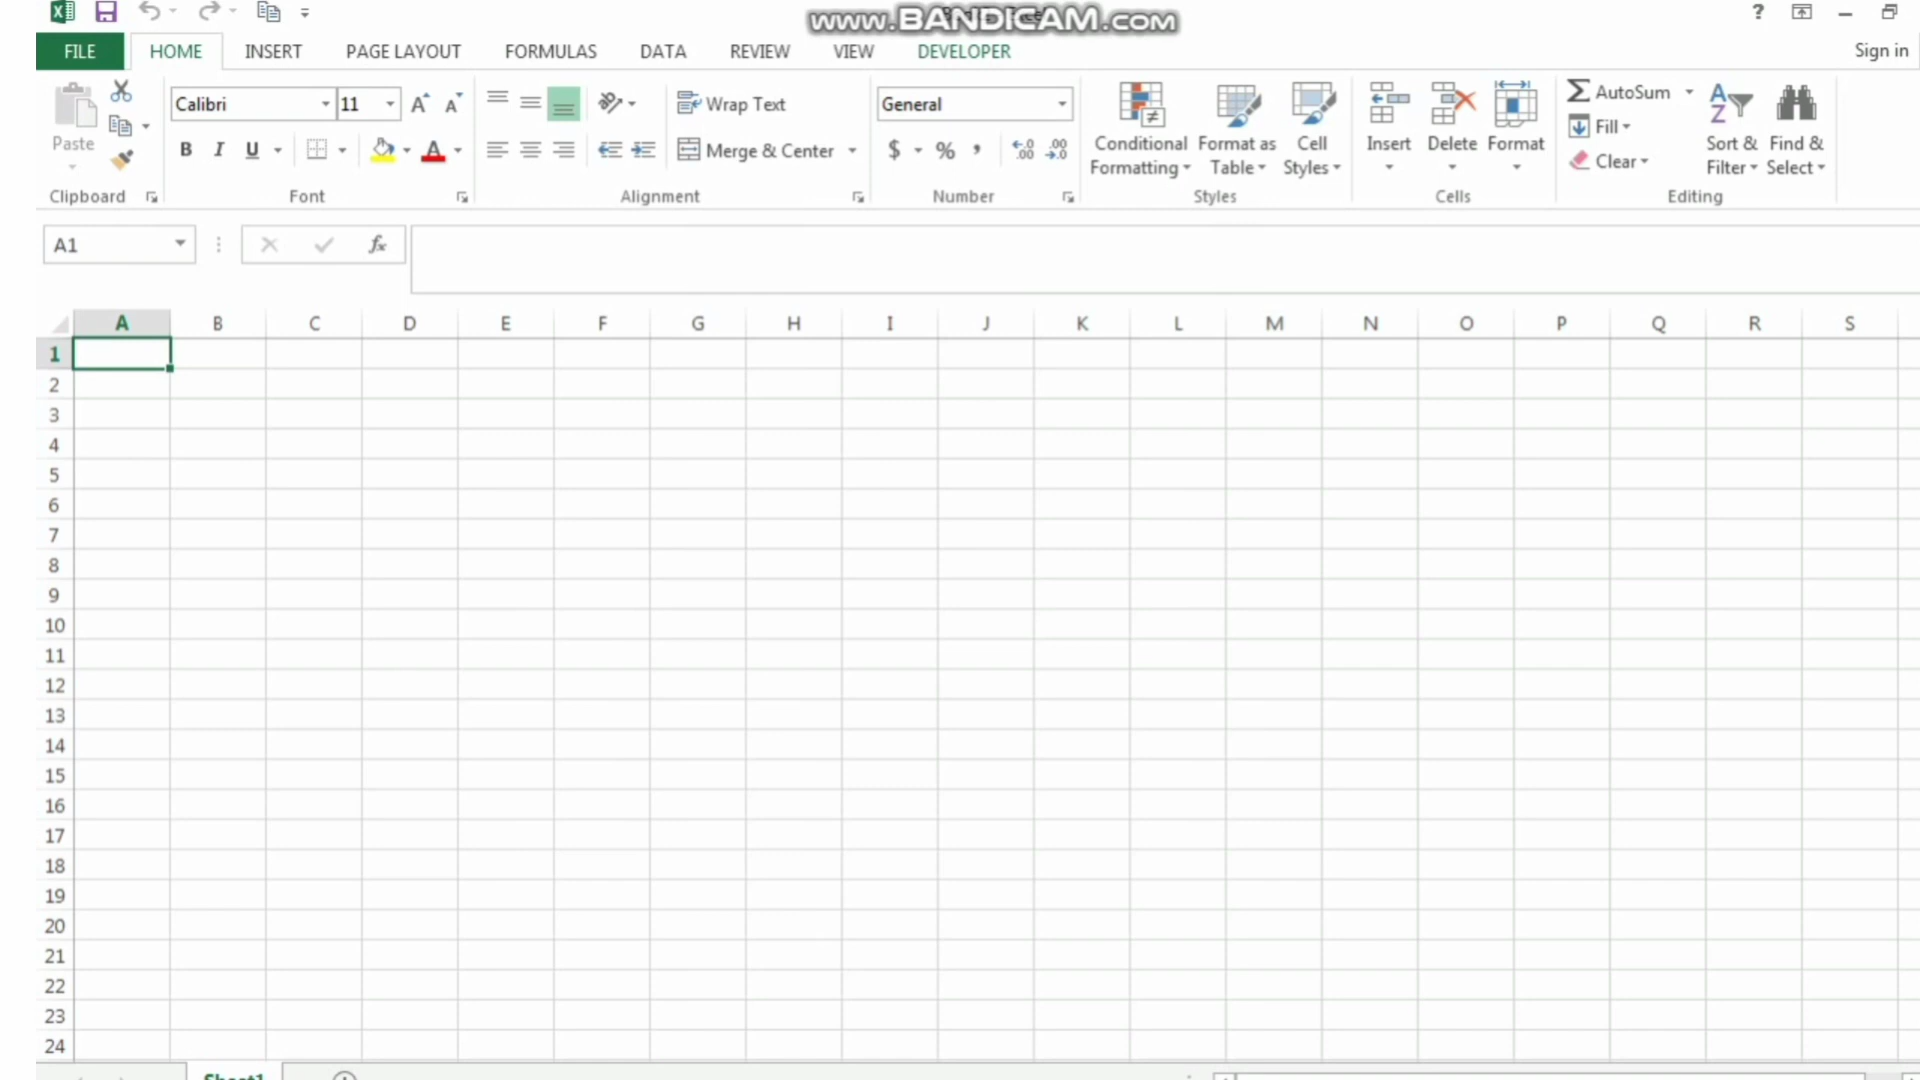 www.BANDICAM.com
FILE HOME INSERT PAGE LAYOUT FORMULAS DATA REVIEW VIEW DEVELOPER Sign in
Calibri 11 Wrap Text General AutoSum
Fill
Paste B I U A Merge & Center $ % , Conditional Formatting Format as Table Cell Styles Insert Delete Format Clear Sort & Filter Find & Select
Clipboard Font Alignment Number Styles Cells Editing
A1 fx
A B C D E F G H I J K L M N O P Q R S
1
2
3
4
5
6
7
8
9
10
11
12
13
14
15
16
17
18
19
20
21
22
23
24
Sheet1